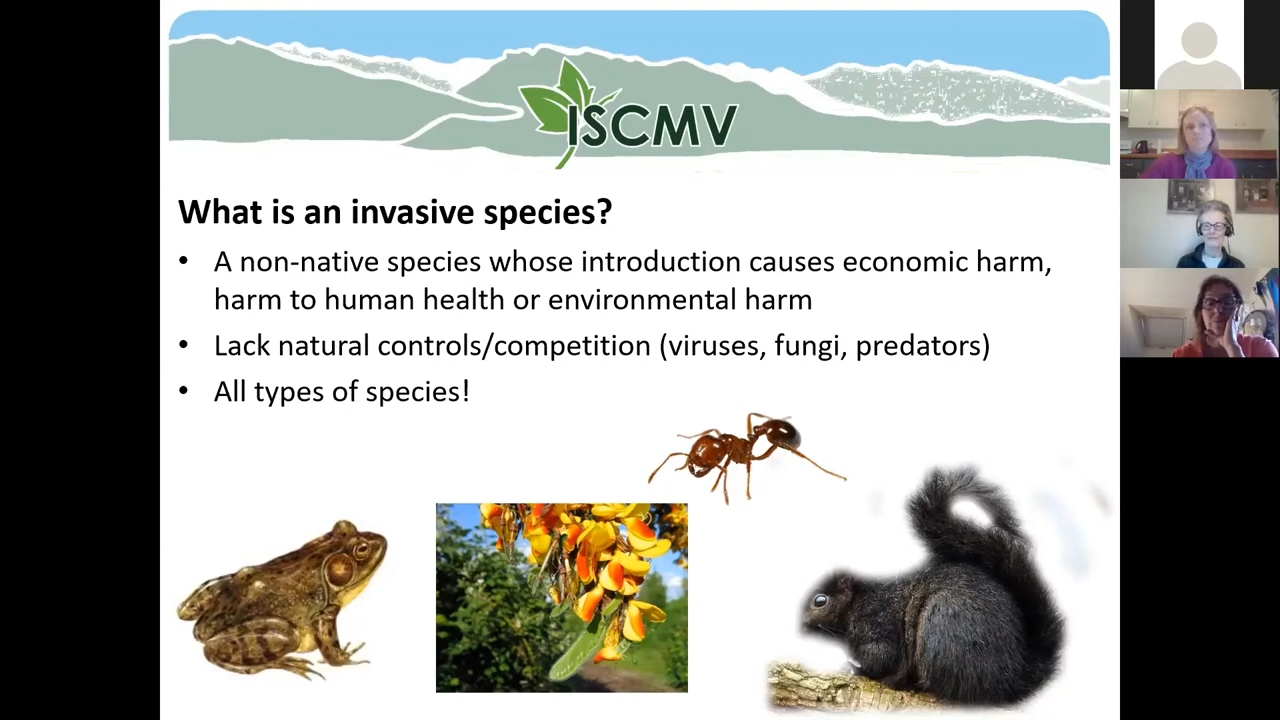 ISCMV
What is an invasive species?
• A non-native species whose introduction causes economic harm,
harm to human health or environmental harm
• Lack natural controls/competition (viruses, fungi, predators)
• All types of species!